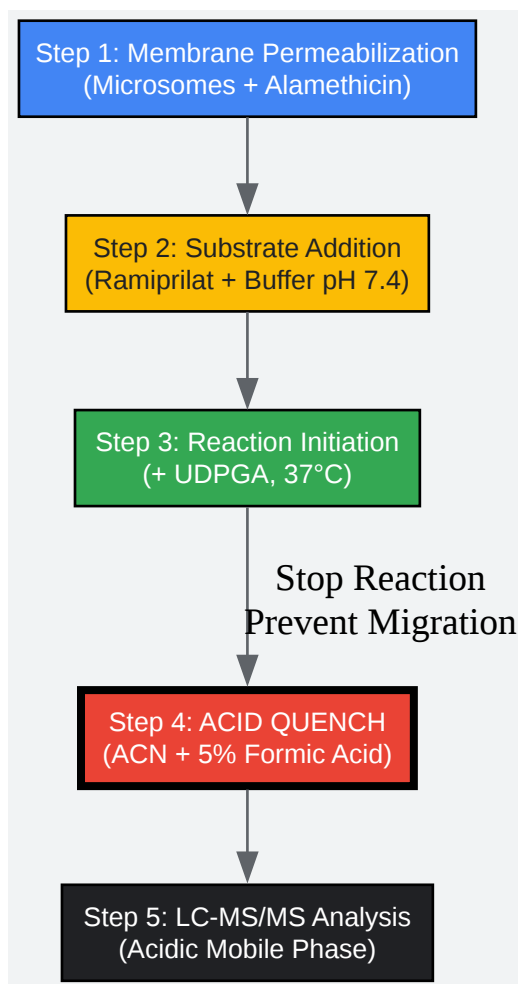 Step 1: Membrane Permeabilization
(Microsomes + Alamethicin)
Step 2: Substrate Addition
(Ramiprilat + Buffer pH 7.4)
Step 3: Reaction Initiation
(+ UDPGA, 37°C)
Stop Reaction
Prevent Migration
Step 4: ACID QUENCH
(ACN + 5% Formic Acid)
Step 5: LC-MS/MS Analysis
(Acidic Mobile Phase)